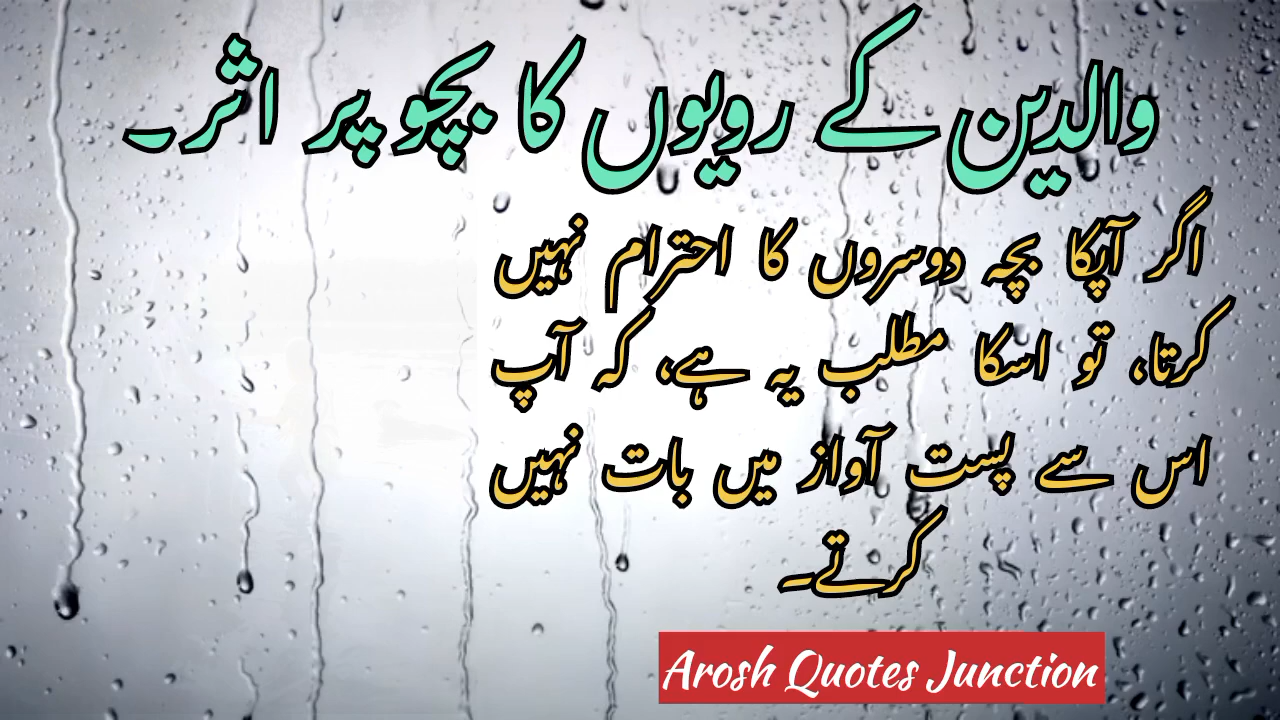 والدین کے رویوں کا بچو پر اثر۔
اگر آپکا بچہ دوسروں کا احترام نہیں
کرتا، تو اسکا مطلب یہ ہے، کہ آپ
اس سے پست آواز میں بات نہیں
کرتے۔
Arosh Quotes Junction